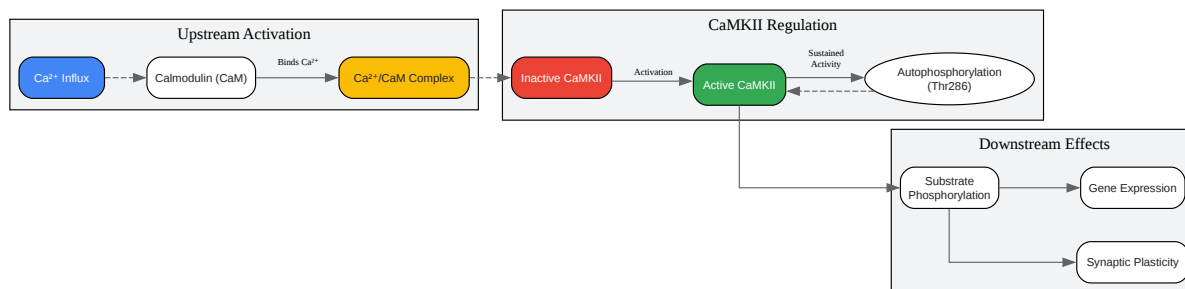 Upstream Activation
Ca²⁺ Influx
Calmodulin (CaM)
Binds Ca²⁺
Ca²⁺/CaM Complex
CaMKII Regulation
Inactive CaMKII
Activation
Active CaMKII
Sustained
Activity
Autophosphorylation
(Thr286)
Downstream Effects
Substrate
Phosphorylation
Gene Expression
Synaptic Plasticity